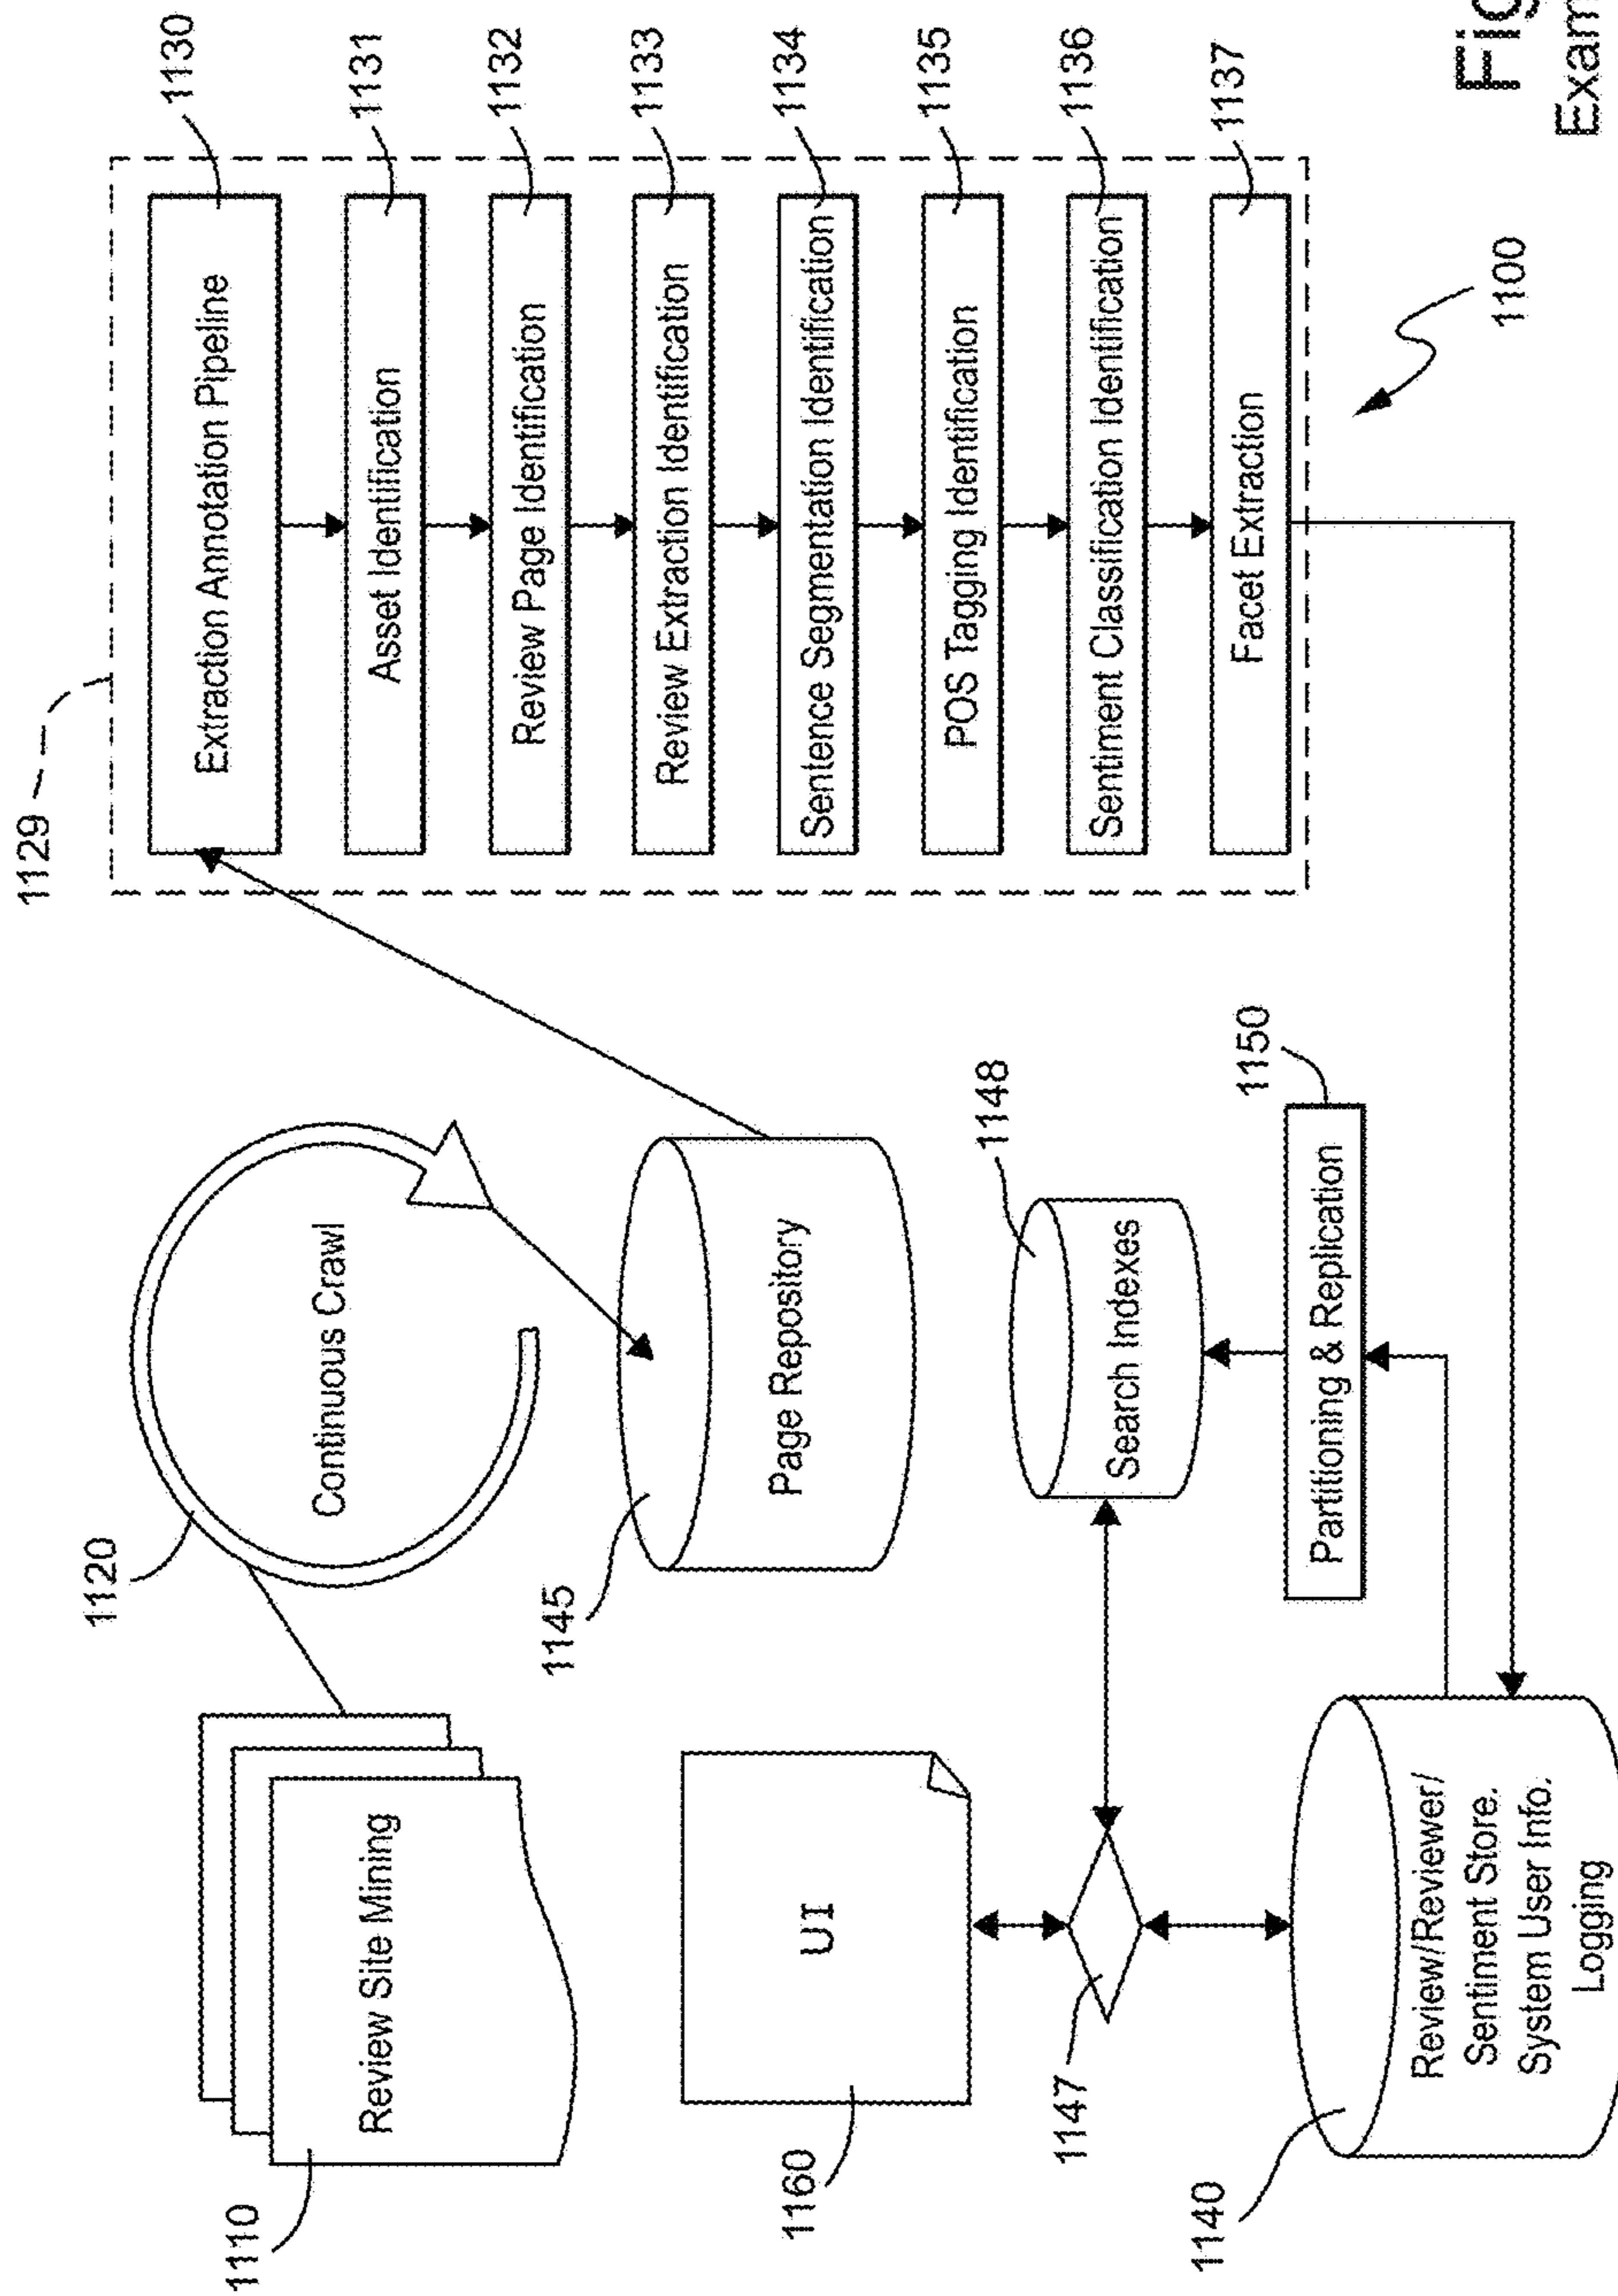 1110
Review Site Mining
1120
Continuous Crawl
1129
Extraction Annotation Pipeline
1130
Asset Identification
1131
Review Page Identification
1132
Review Extraction Identification
1133
Sentence Segmentation Identification
1134
POS Tagging Identification
1135
Sentiment Classification Identification
1136
Facet Extraction
1137
1145
Page Repository
1160
UI
1147
1148
Search Indexes
1150
Partitioning & Replication
1140
Review/Reviewer/
Sentiment Store.
System User Info.
Logging
1100